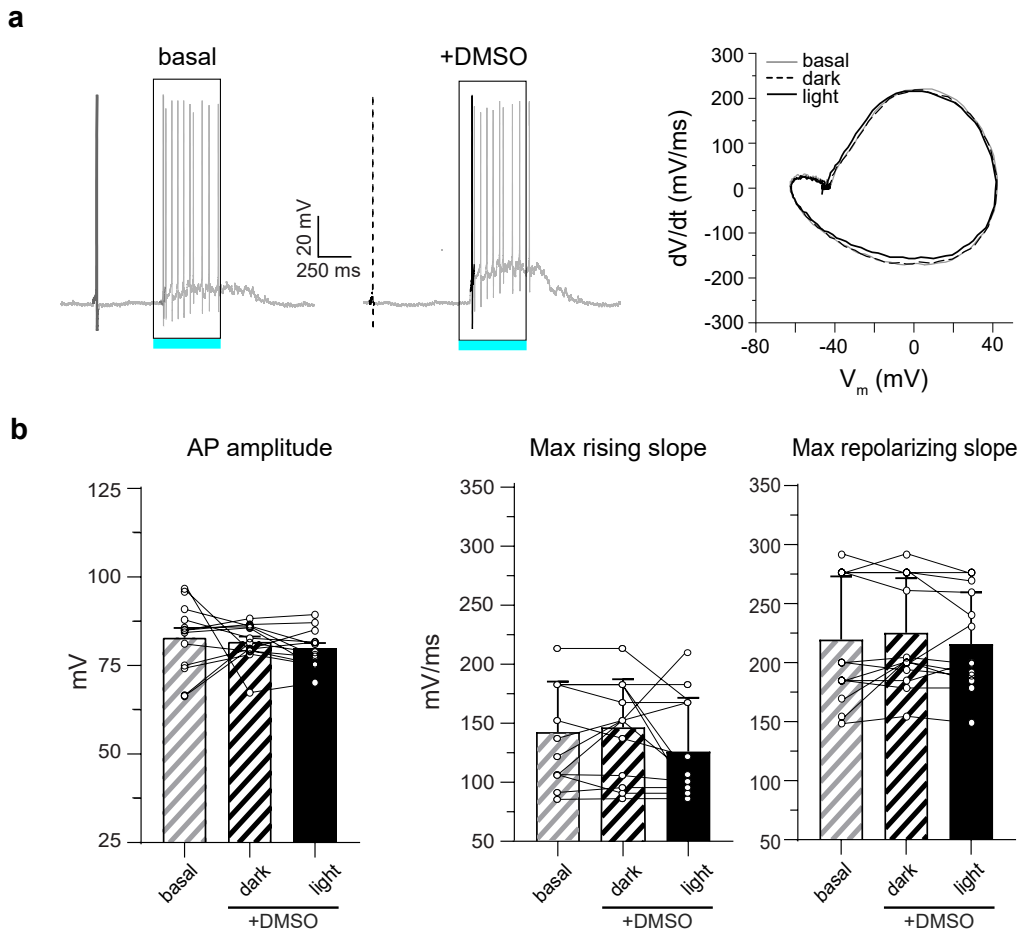 a
basal
+DMSO
20 mV
250 ms
basal
dark
light
dV/dt (mV/ms)
300
200
100
0
-100
-200
-300
-80
-40
0
40
Vm (mV)
b
AP amplitude
mV
125
100
75
50
25
basal
dark
light
+DMSO
Max rising slope
mV/ms
350
300
250
200
150
100
50
basal
dark
light
+DMSO
Max repolarizing slope
350
300
250
200
150
100
50
basal
dark
light
+DMSO